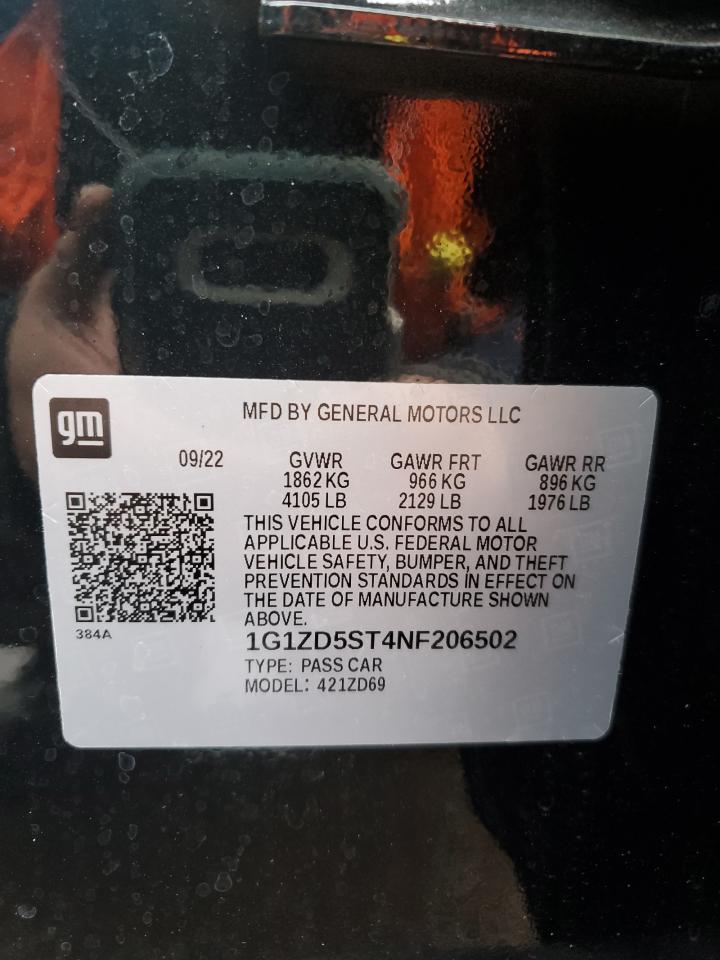 gm
MFD BY GENERAL MOTORS LLC
09/22 GVWR GAWR FRT GAWR RR
1862 KG 966 KG 896 KG
4105 LB 2129 LB 1976 LB
THIS VEHICLE CONFORMS TO ALL
APPLICABLE U.S. FEDERAL MOTOR
VEHICLE SAFETY, BUMPER, AND THEFT
PREVENTION STANDARDS IN EFFECT ON
THE DATE OF MANUFACTURE SHOWN
ABOVE.
384A
1G1ZD5ST4NF206502
TYPE: PASS CAR
MODEL: 421ZD69